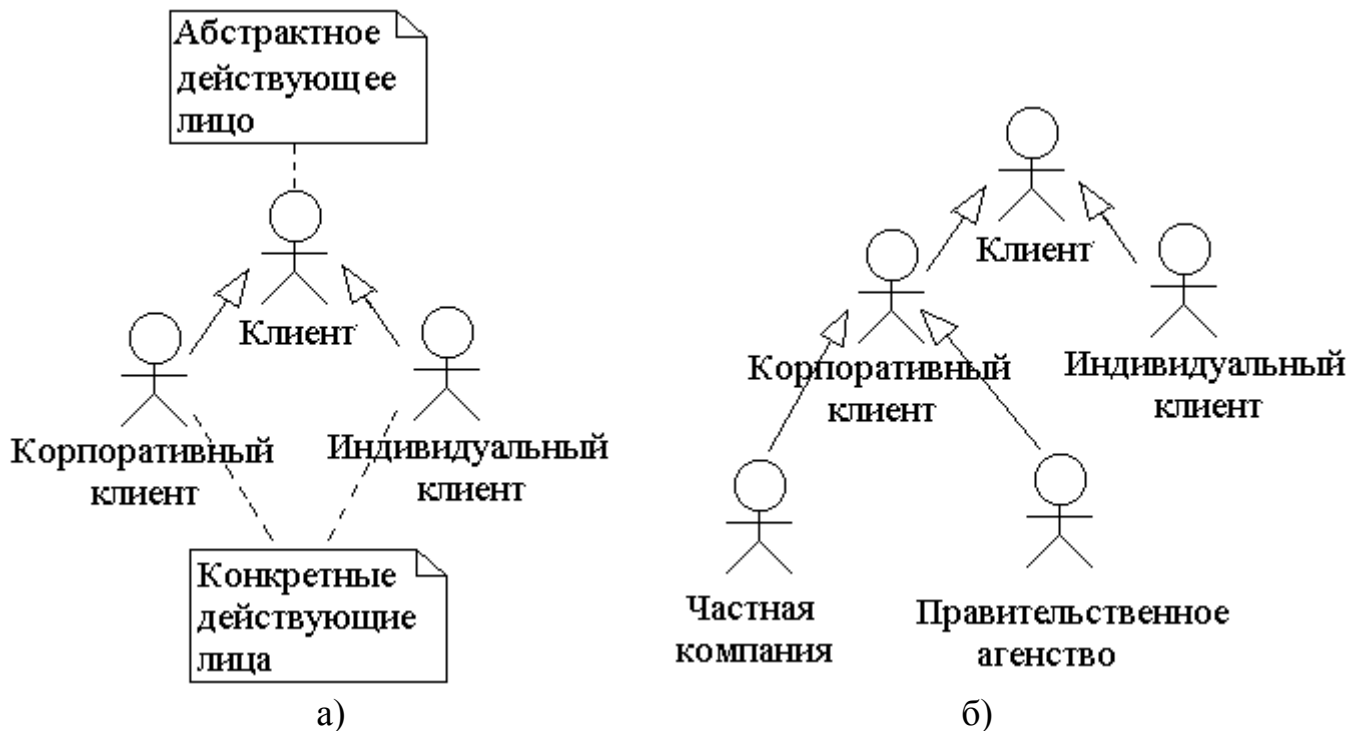 Абстрактное
действующее
лицо
Клиент
Корпоративный
клиент
Индивидуальный
клиент
Конкретные
действующие
лица
а)
Клиент
Корпоративный
клиент
Индивидуальный
клиент
Частная
компания
Правительственное
агенство
б)